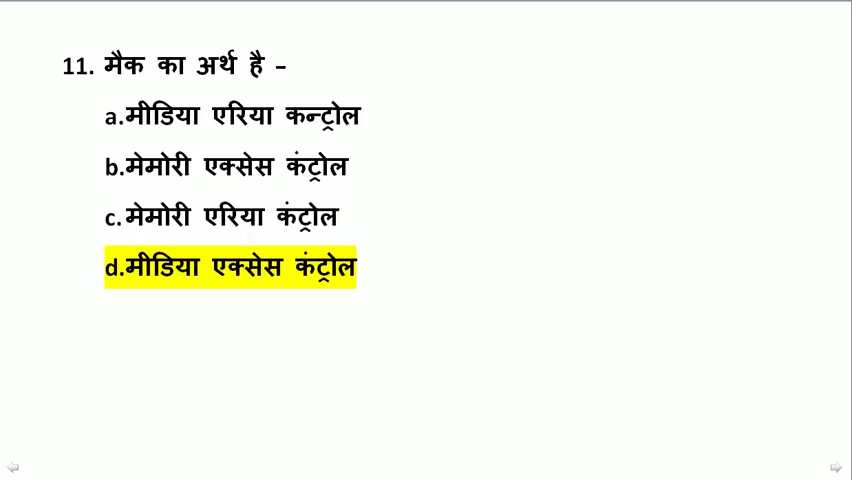 11. मैक का अर्थ है –
a.मीडिया एरिया कन्ट्रोल
b.मेमोरी एक्सेस कंट्रोल
c.मेमोरी एरिया कंट्रोल
d.मीडिया एक्सेस कंट्रोल